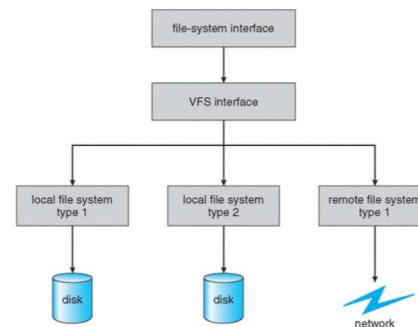 file-system interface
VFS interface
local file system
type 1
local file system
type 2
remote file system
type 1
disk
disk
network